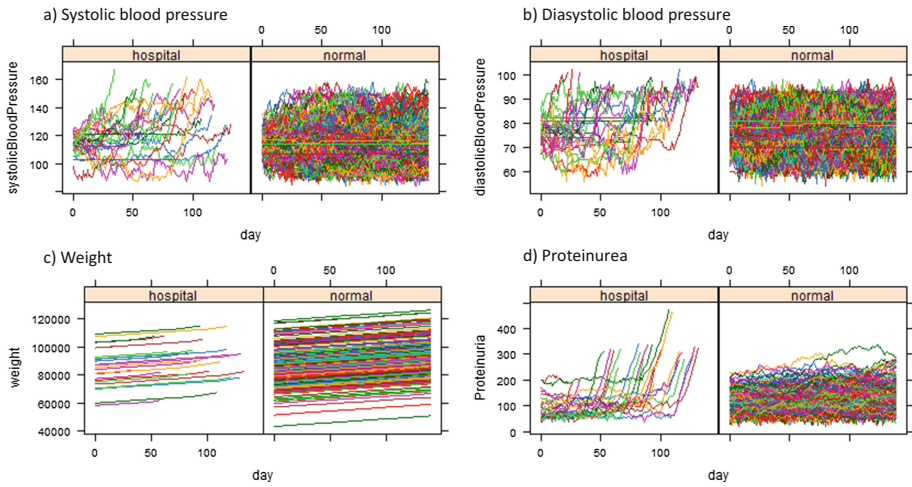 a) Systolic blood pressure
0 100
hospital normal
systolicBloodPressure
160
140
120
100
0 100
day
b) Diasystolic blood pressure
0 50 100
hospital normal
diastolicBloodPressure
100
90
80
70
60
0 50 100
day
c) Weight
0 50 100
hospital normal
weight
120000
100000
80000
60000
40000
0 50 100
day
d) Proteinurea
0 50 100
hospital normal
Proteinuria
400
300
200
100
0
0 50 100
day